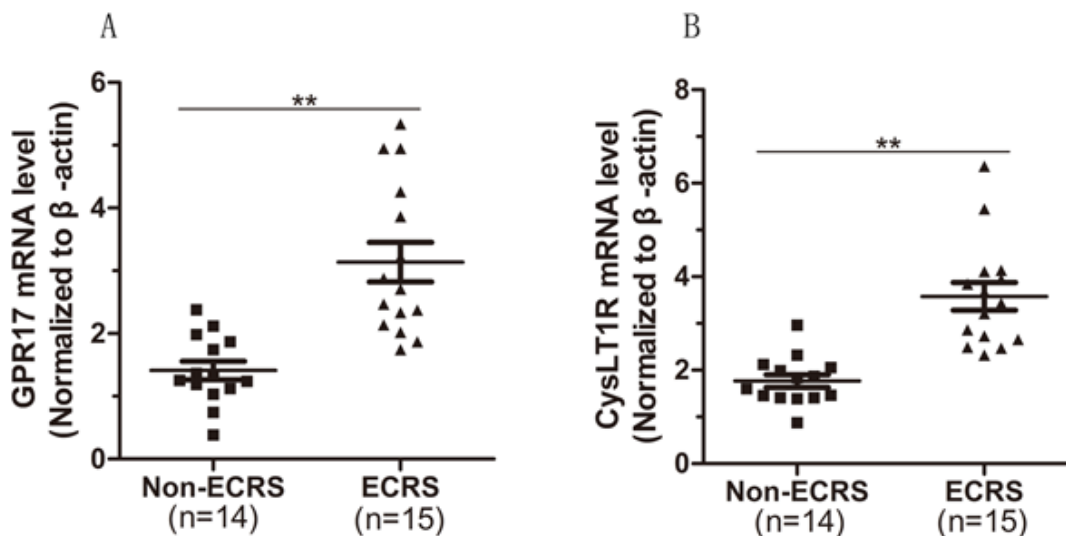 A
GPR17 mRNA level
(Normalized to β -actin)
6
4
2
0
**
Non-ECRS
(n=14)
ECRS
(n=15)
B
CysLT1R mRNA level
(Normalized to β -actin)
8
6
4
2
0
**
Non-ECRS
(n=14)
ECRS
(n=15)